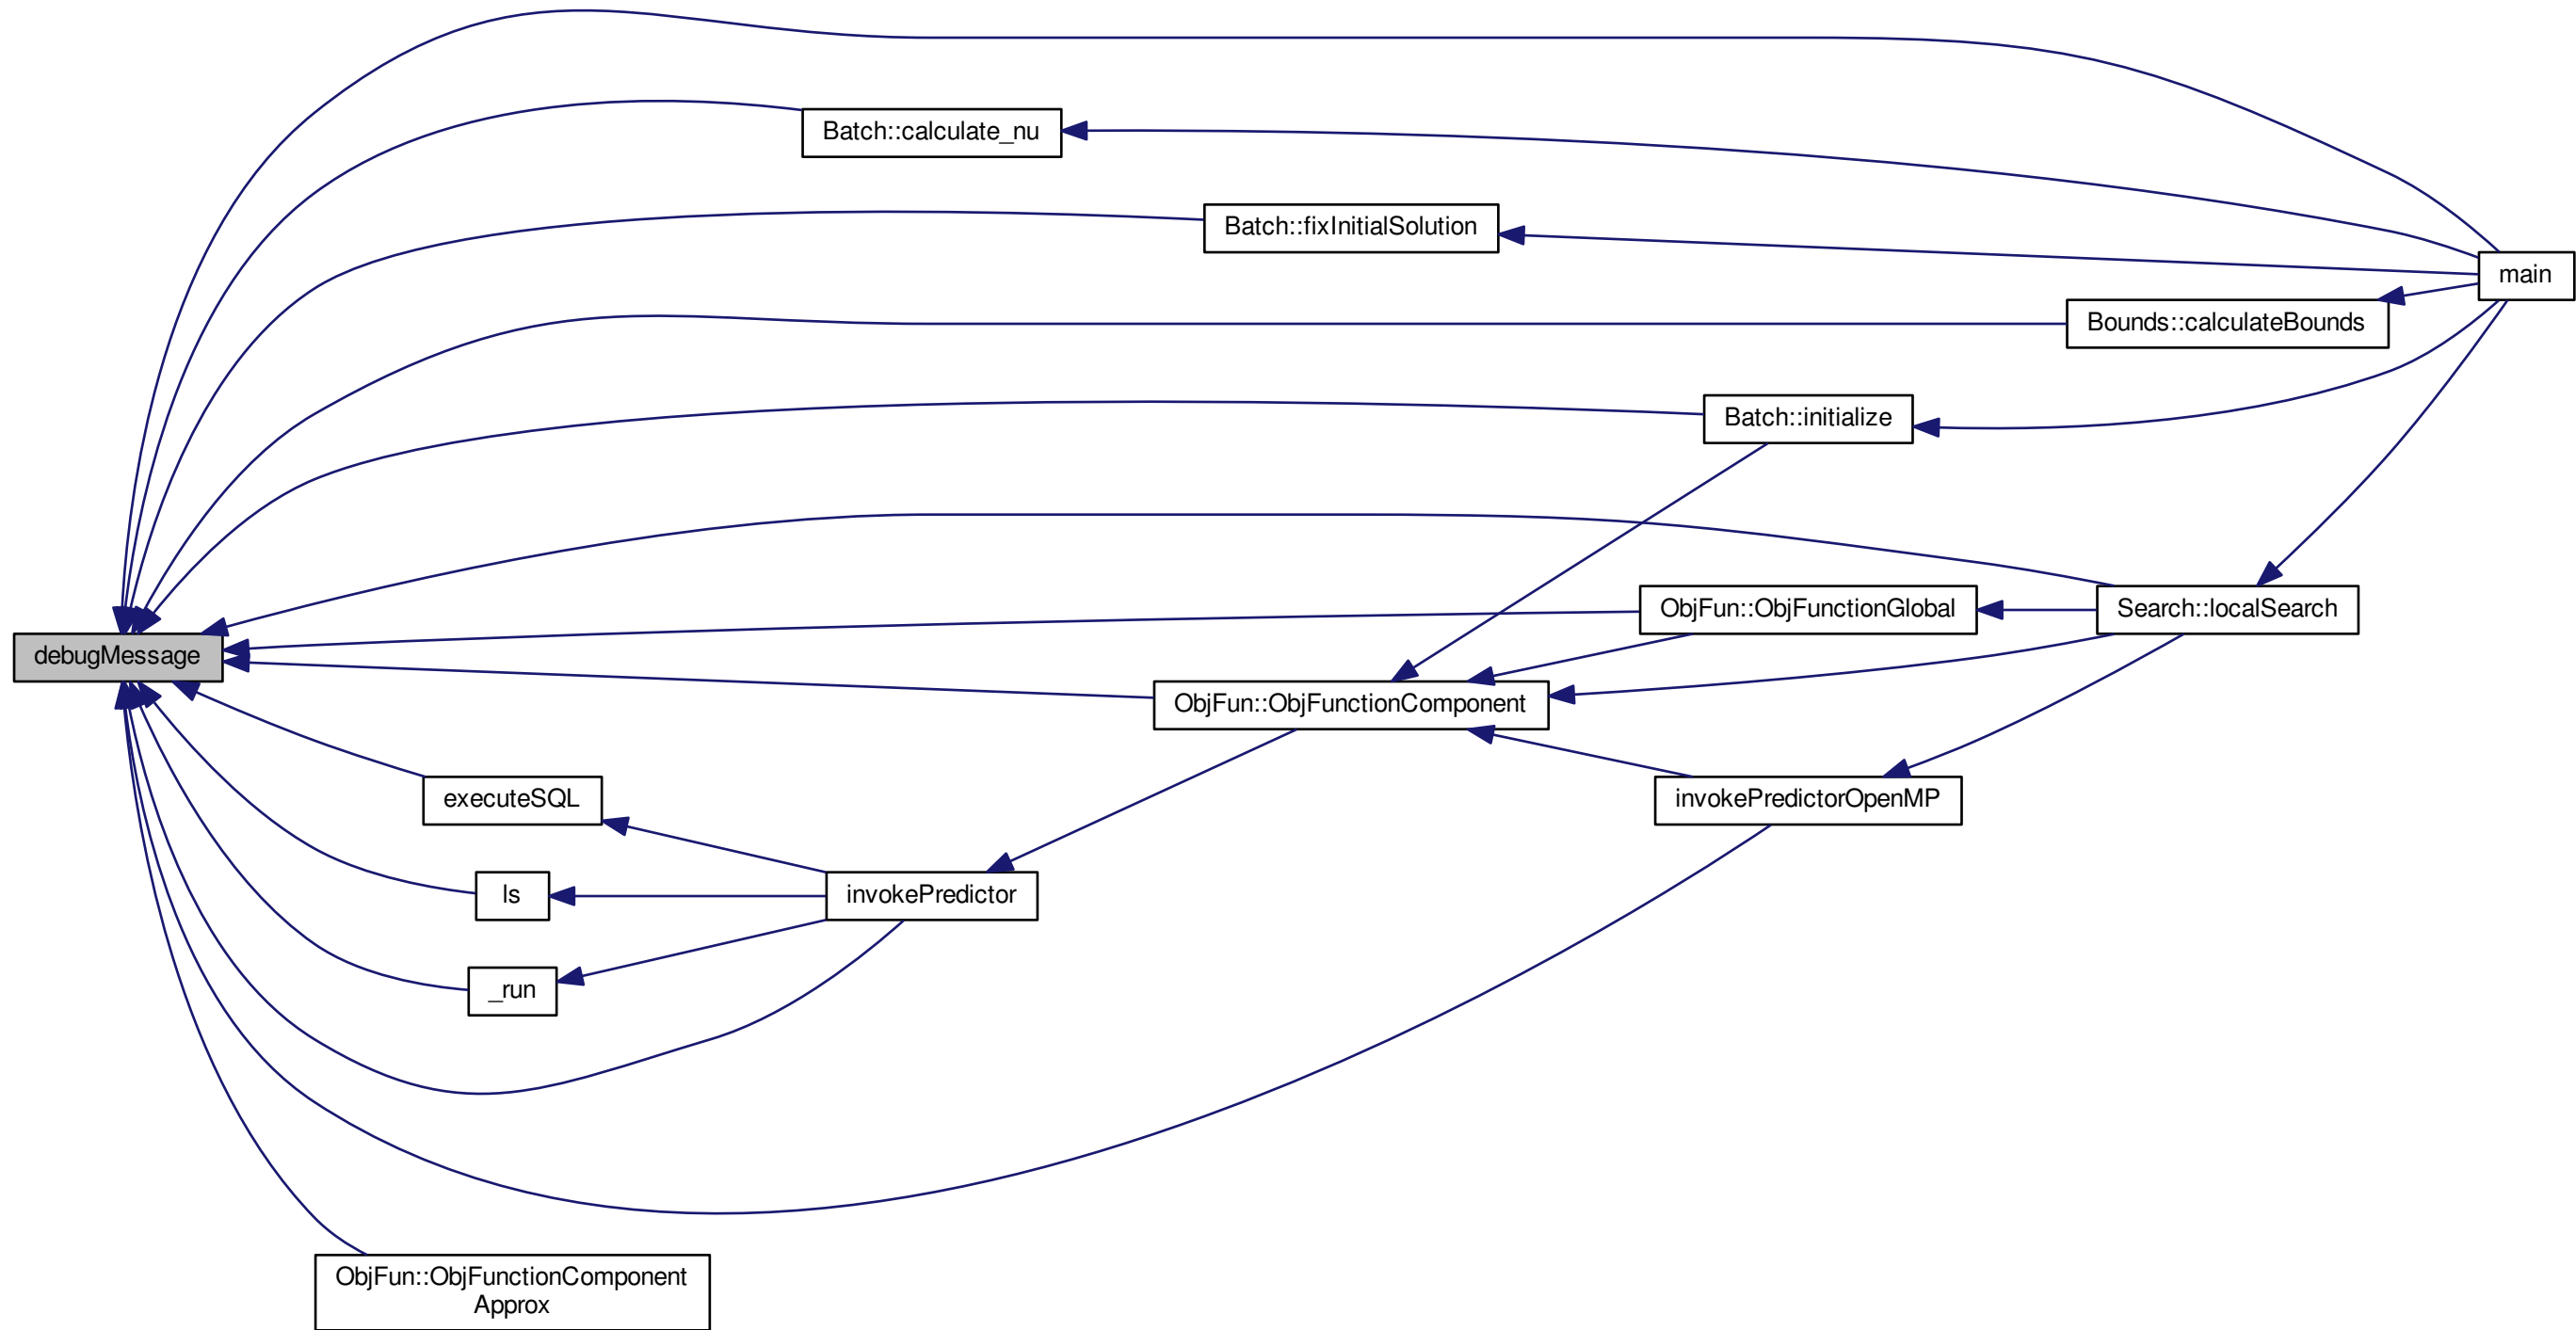 Batch::calculate_nu
Batch::fixInitialSolution
main
Bounds::calculateBounds
Batch::initialize
ObjFun::ObjFunctionGlobal
Search::localSearch
debugMessage
ObjFun::ObjFunctionComponent
executeSQL
invokePredictorOpenMP
ls
invokePredictor
_run
ObjFun::ObjFunctionComponent
Approx